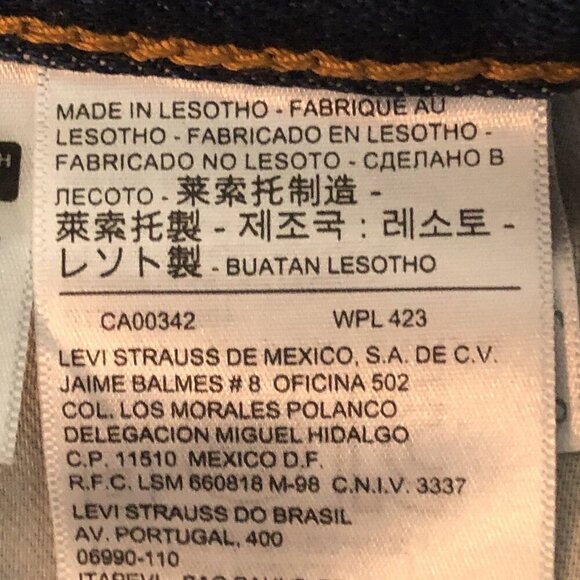 MADE IN LESOTHO - FABRIQUE AU
LESOTHO - FABRICADO EN LESOTHO -
FABRICADO NO LESOTO - СДЕЛАНО В
ЛЕСОТО - 莱索托制造 -
萊索托製 - 제조국 : 레소토 -
レソト製 - BUATAN LESOTHO
CA00342 WPL 423
LEVI STRAUSS DE MEXICO, S.A. DE C.V.
JAIME BALMES # 8 OFICINA 502
COL. LOS MORALES POLANCO
DELEGACION MIGUEL HIDALGO
C.P. 11510 MEXICO D.F.
R.F.C. LSM 660818 M-98 C.N.I.V. 3337
LEVI STRAUSS DO BRASIL
AV. PORTUGAL, 400
06990-110